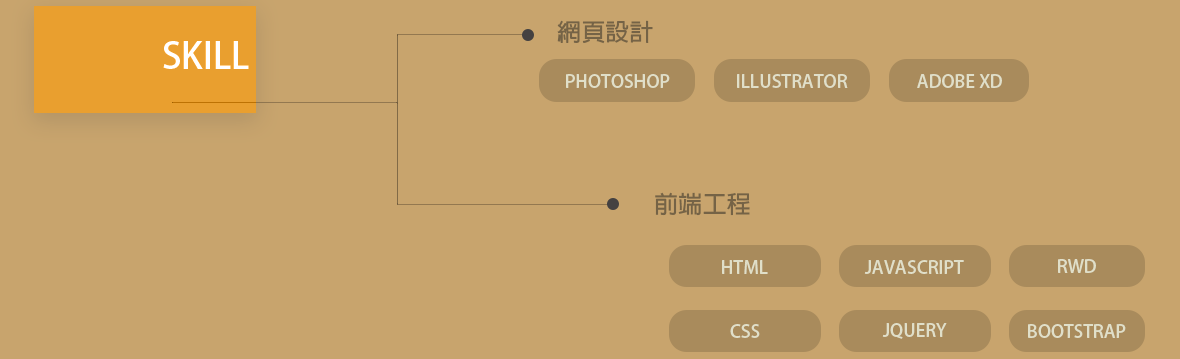 SKILL
網頁設計
PHOTOSHOP ILLUSTRATOR ADOBE XD
前端工程
HTML JAVASCRIPT RWD
CSS JQUERY BOOTSTRAP